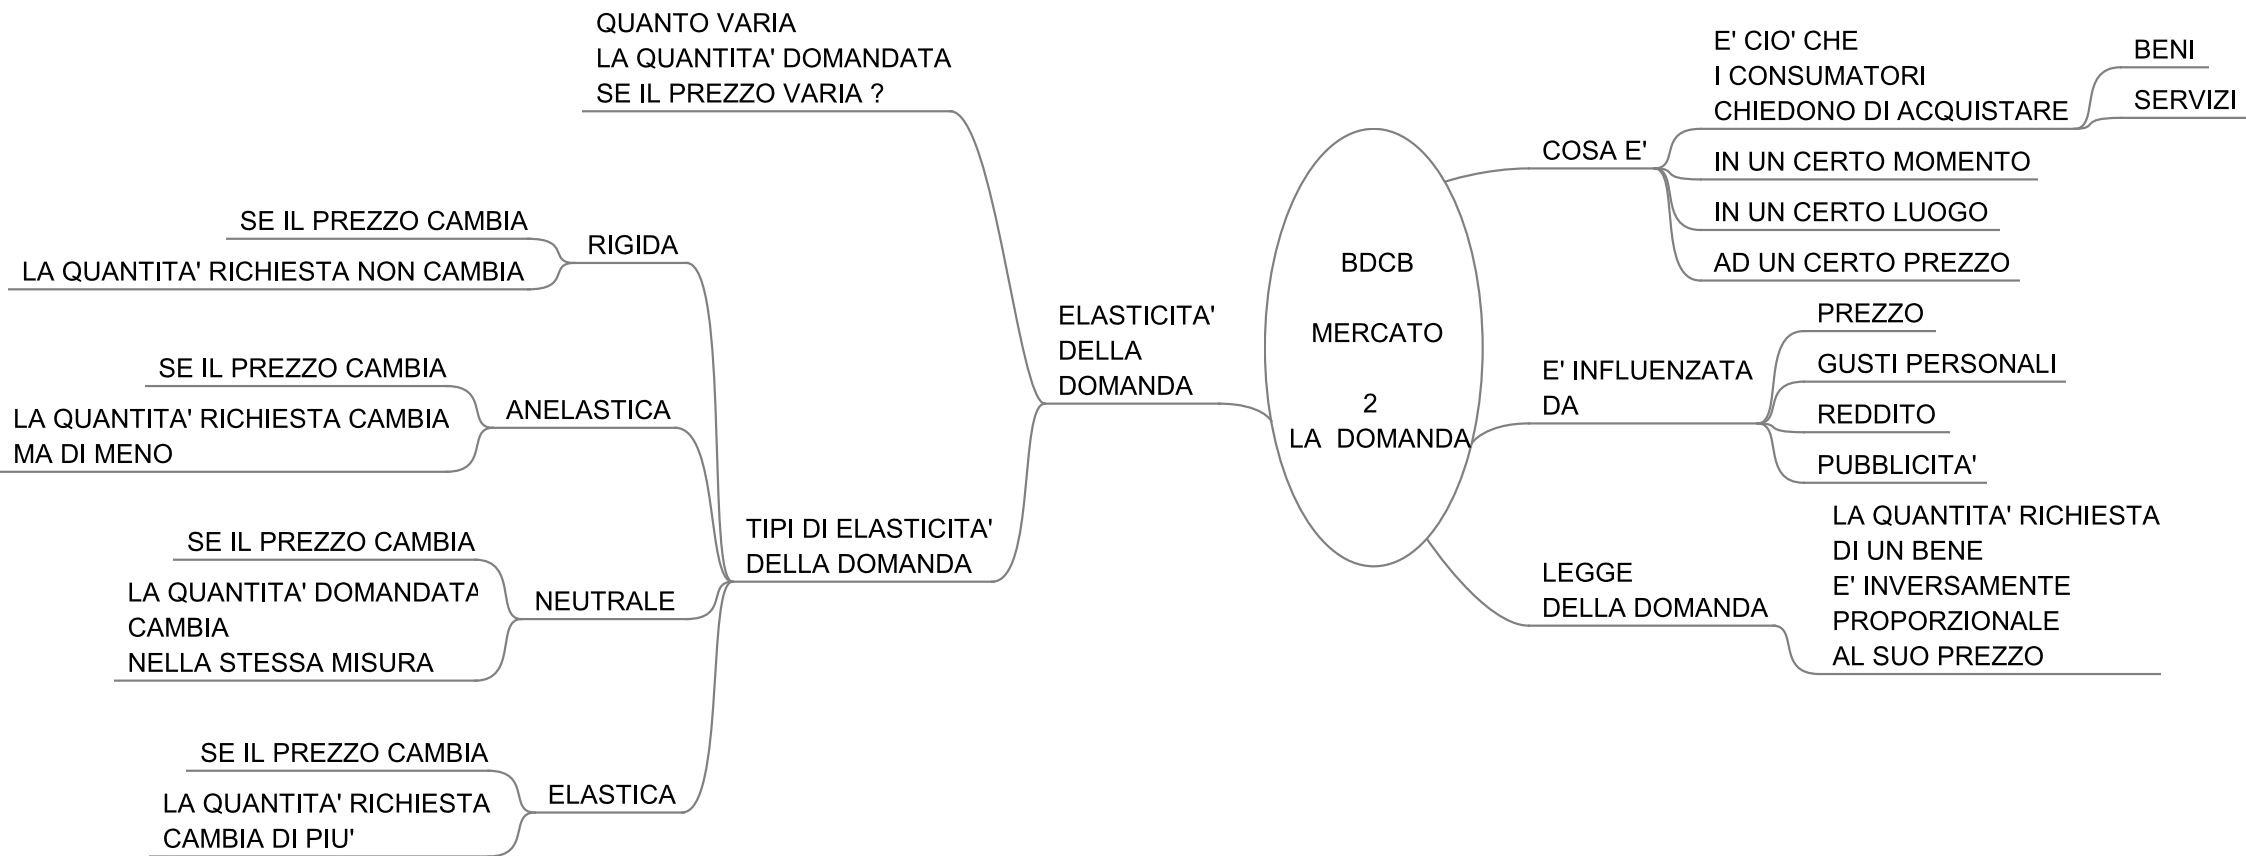 BDCB
MERCATO
2
LA DOMANDA
COSA E'
E' CIO' CHE
I CONSUMATORI
CHIEDONO DI ACQUISTARE
BENI
SERVIZI
IN UN CERTO MOMENTO
IN UN CERTO LUOGO
AD UN CERTO PREZZO
E' INFLUENZATA
DA
PREZZO
GUSTI PERSONALI
REDDITO
PUBBLICITA'
LEGGE
DELLA DOMANDA
LA QUANTITA' RICHIESTA
DI UN BENE
E' INVERSAMENTE
PROPORZIONALE
AL SUO PREZZO
ELASTICITA'
DELLA
DOMANDA
QUANTO VARIA
LA QUANTITA' DOMANDATA
SE IL PREZZO VARIA ?
TIPI DI ELASTICITA'
DELLA DOMANDA
RIGIDA
SE IL PREZZO CAMBIA
LA QUANTITA' RICHIESTA NON CAMBIA
ANELASTICA
SE IL PREZZO CAMBIA
LA QUANTITA' RICHIESTA CAMBIA
MA DI MENO
NEUTRALE
SE IL PREZZO CAMBIA
LA QUANTITA' DOMANDATA
CAMBIA
NELLA STESSA MISURA
ELASTICA
SE IL PREZZO CAMBIA
LA QUANTITA' RICHIESTA
CAMBIA DI PIU'